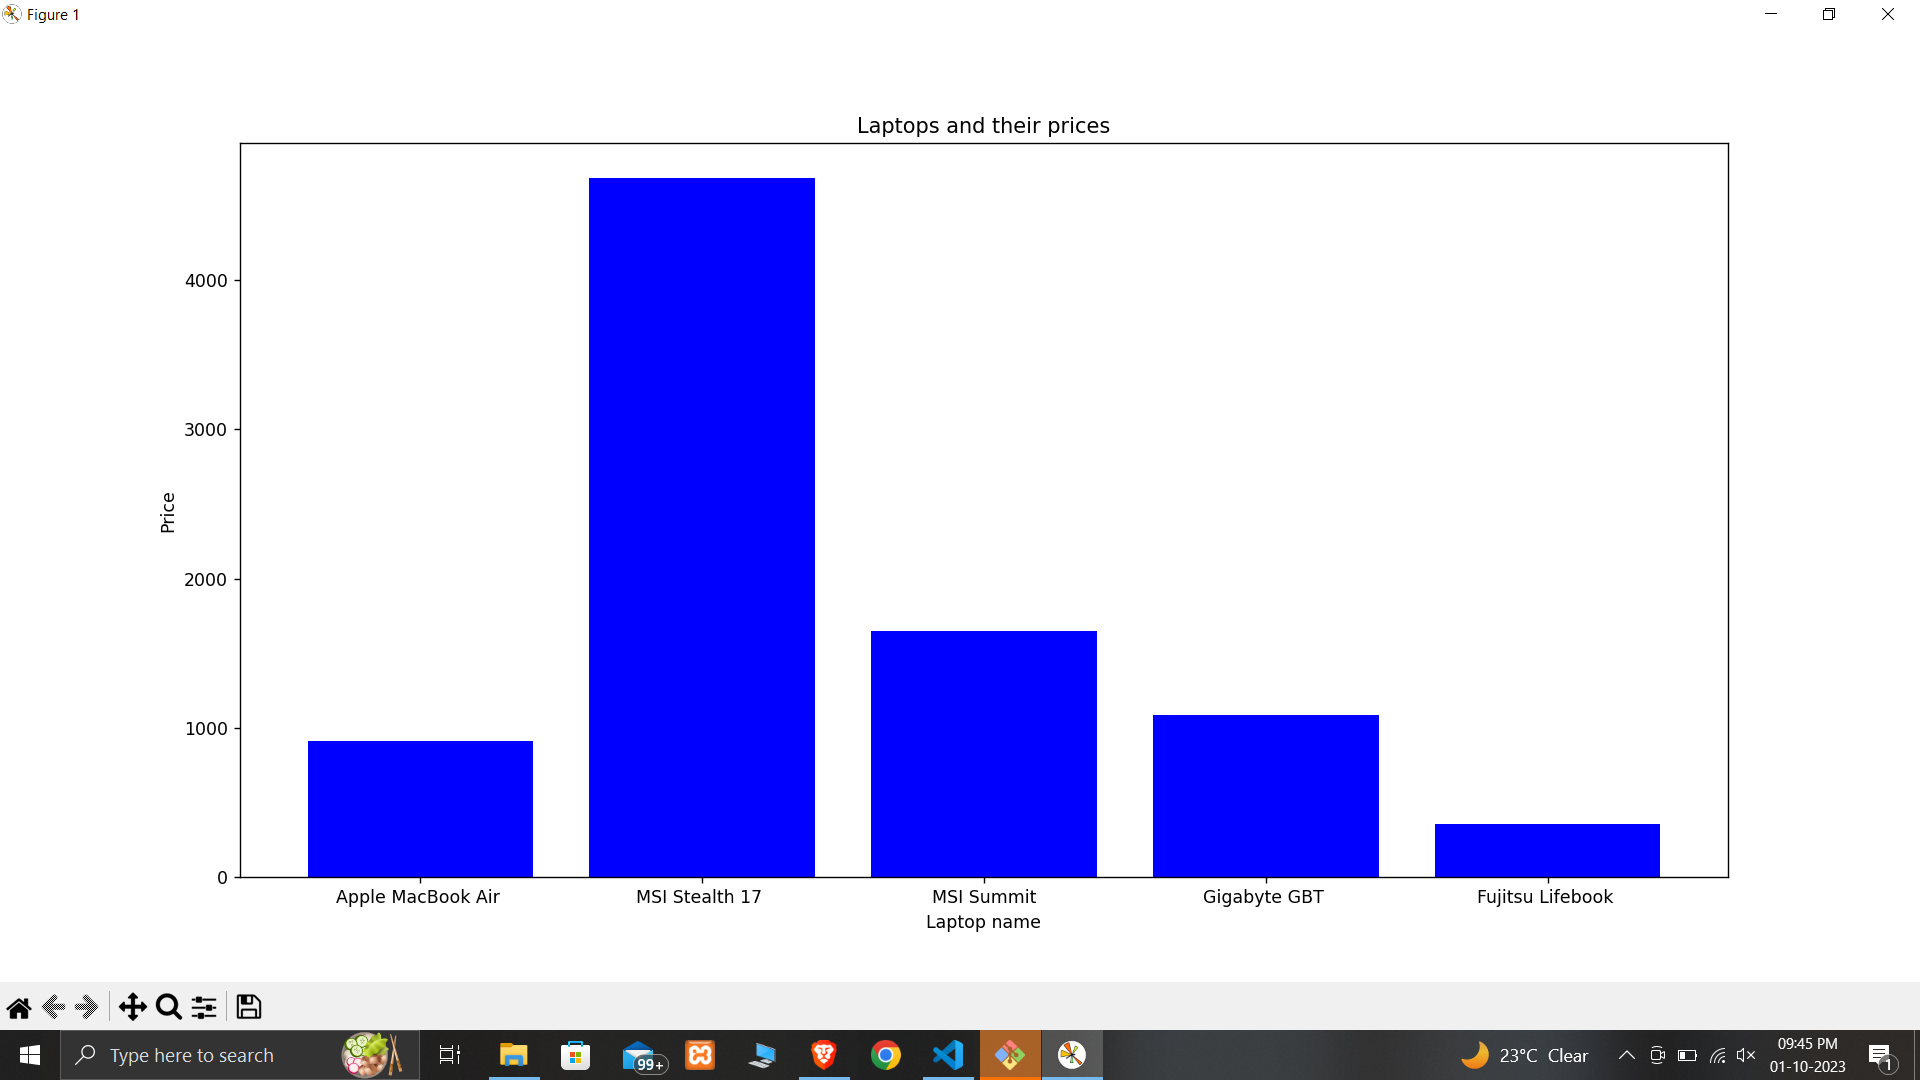 Figure 1
Laptops and their prices
4000
3000
2000
1000
0
Price
Apple MacBook Air MSI Stealth 17 MSI Summit Gigabyte GBT Fujitsu Lifebook
Laptop name
Type here to search
99+
23°C Clear
09:45 PM
01-10-2023
1